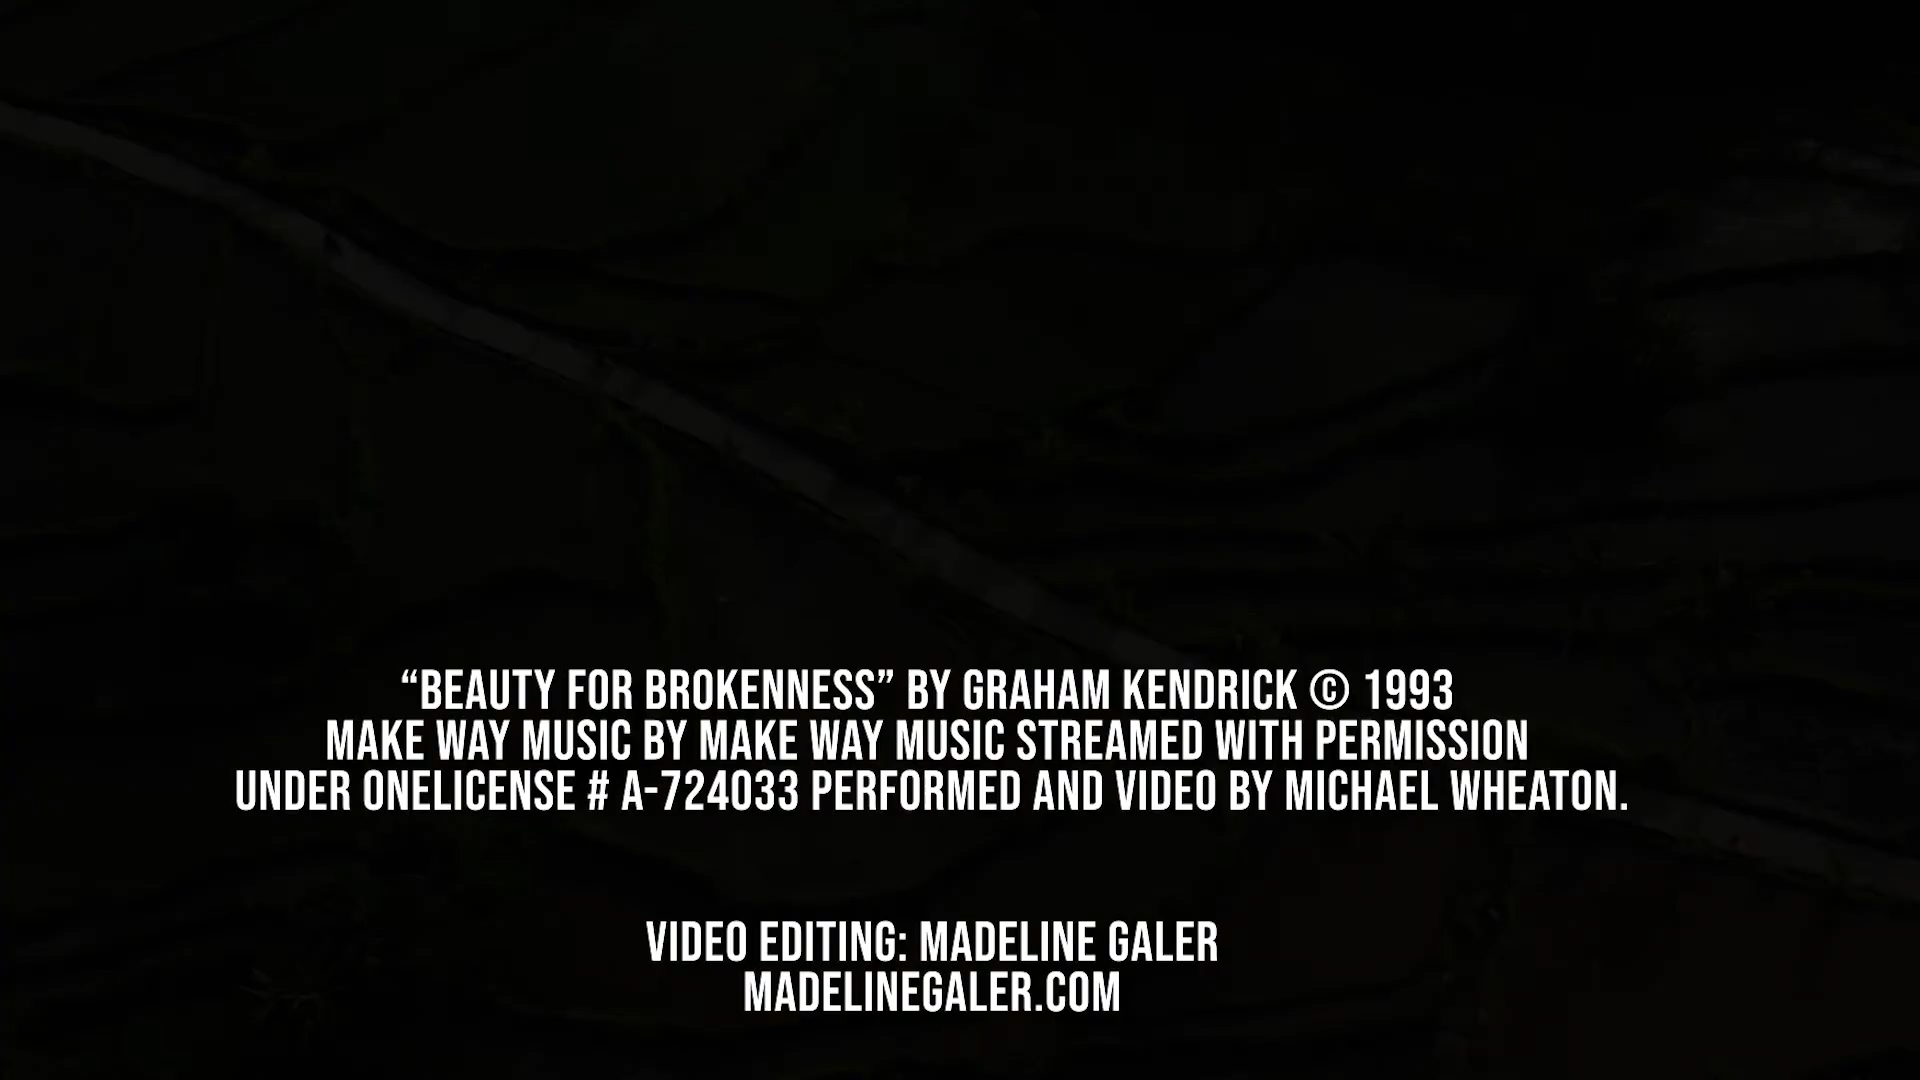 “BEAUTY FOR BROKENNESS” BY GRAHAM KENDRICK © 1993
MAKE WAY MUSIC BY MAKE WAY MUSIC STREAMED WITH PERMISSION
UNDER ONELICENSE # A-724033 PERFORMED AND VIDEO BY MICHAEL WHEATON.
VIDEO EDITING: MADELINE GALER
MADELINEGALER.COM